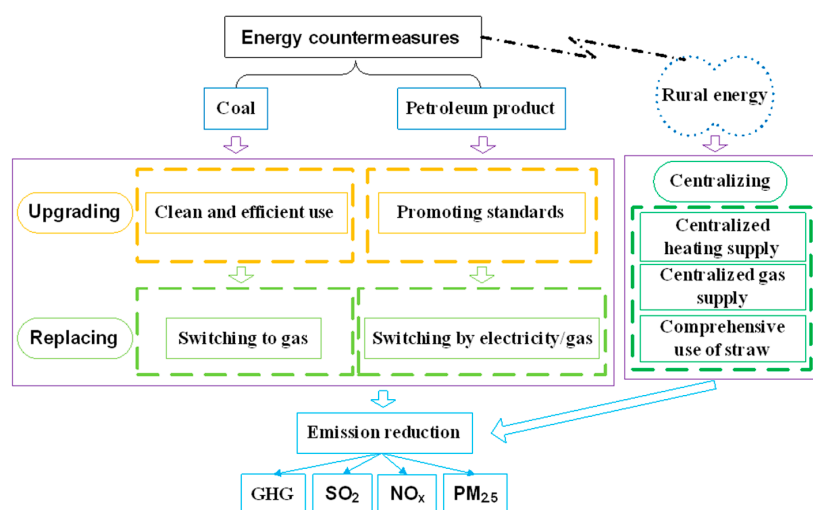 Energy countermeasures
Coal
Petroleum product
Rural energy
Upgrading
Clean and efficient use
Promoting standards
Replacing
Switching to gas
Switching by electricity/gas
Centralizing
Centralized
heating supply
Centralized gas
supply
Comprehensive
use of straw
Emission reduction
GHG
SO₂
NOₓ
PM₂.₅